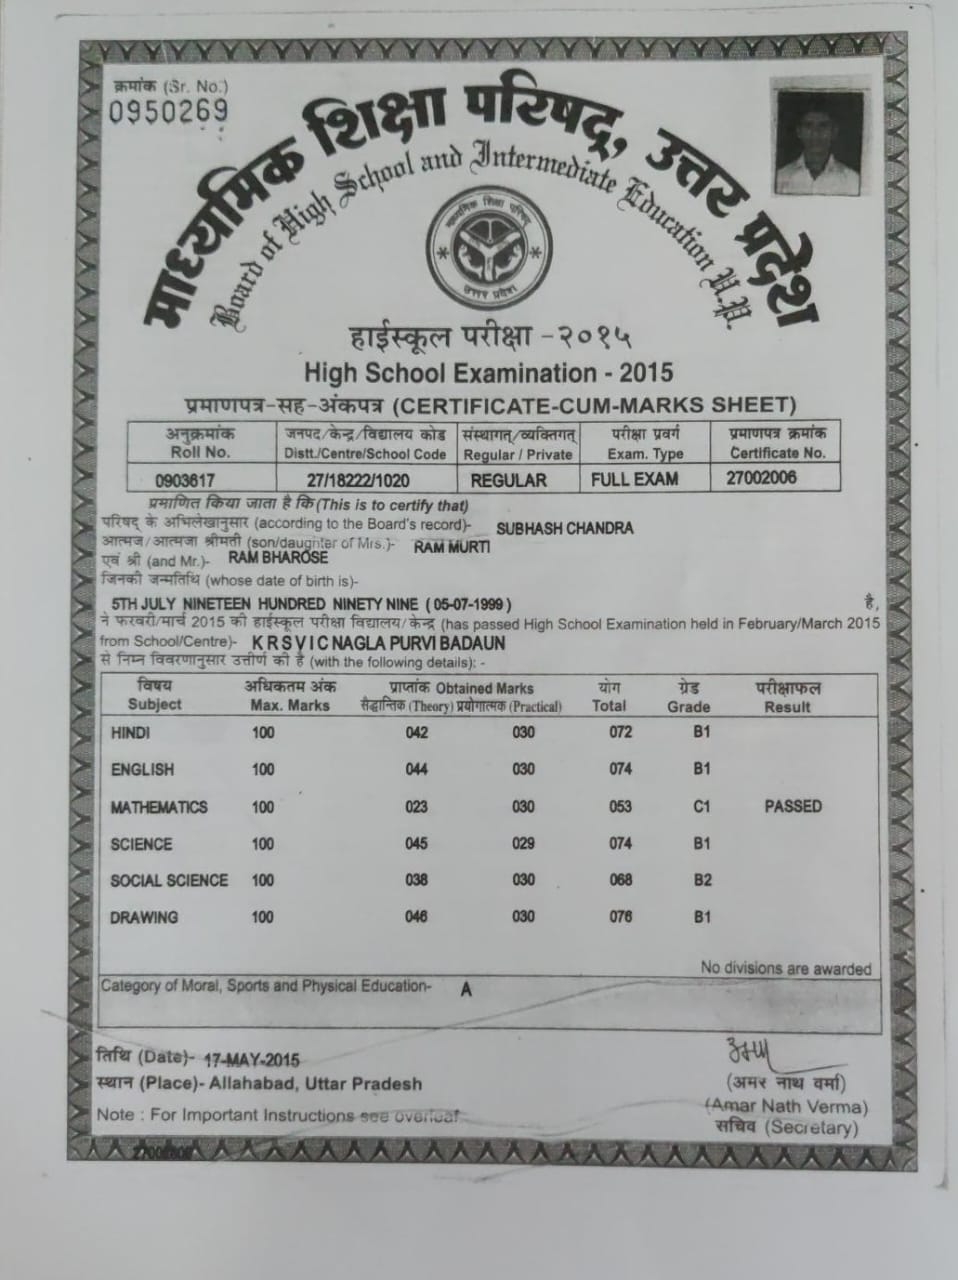 क्रमांक (Sr. No.)
0950269
माध्यमिक शिक्षा परिषद्, उत्तर प्रदेश
Board of High School and Intermediate Education U.P.
माध्यमिक शिक्षा परिषद्
उत्तर प्रदेश
हाईस्कूल परीक्षा - २०१५
High School Examination - 2015
प्रमाणपत्र-सह-अंकपत्र (CERTIFICATE-CUM-MARKS SHEET)
अनुक्रमांक जनपद/केन्द्र/विद्यालय कोड संस्थागत्/व्यक्तिगत् परीक्षा प्रवर्ग प्रमाणपत्र क्रमांक
Roll No. Distt./Centre/School Code Regular / Private Exam. Type Certificate No.
0903617 27/18222/1020 REGULAR FULL EXAM 27002006
प्रमाणित किया जाता है कि (This is to certify that)
परिषद् के अभिलेखानुसार (according to the Board's record)- SUBHASH CHANDRA
आत्मज/आत्मजा श्रीमती (son/daughter of Mrs.)- RAM MURTI
एवं श्री (and Mr.)- RAM BHAROSE
जिनकी जन्मतिथि (whose date of birth is)-
5TH JULY NINETEEN HUNDRED NINETY NINE ( 05-07-1999 ) है,
ने फरवरी/मार्च 2015 की हाईस्कूल परीक्षा विद्यालय/केन्द्र (has passed High School Examination held in February/March 2015
from School/Centre)- K R S V I C NAGLA PURVI BADAUN
से निम्न विवरणानुसार उत्तीर्ण की है (with the following details): -
विषय अधिकतम अंक प्राप्तांक Obtained Marks योग ग्रेड परीक्षाफल
Subject Max. Marks सैद्धान्तिक (Theory) प्रयोगात्मक (Practical) Total Grade Result
HINDI 100 042 030 072 B1
ENGLISH 100 044 030 074 B1
MATHEMATICS 100 023 030 053 C1 PASSED
SCIENCE 100 045 029 074 B1
SOCIAL SCIENCE 100 038 030 068 B2
DRAWING 100 046 030 076 B1
No divisions are awarded
Category of Moral, Sports and Physical Education- A
तिथि (Date)- 17-MAY-2015
स्थान (Place)- Allahabad, Uttar Pradesh
(अमर नाथ वर्मा)
(Amar Nath Verma)
Note : For Important Instructions see overleaf
सचिव (Secretary)